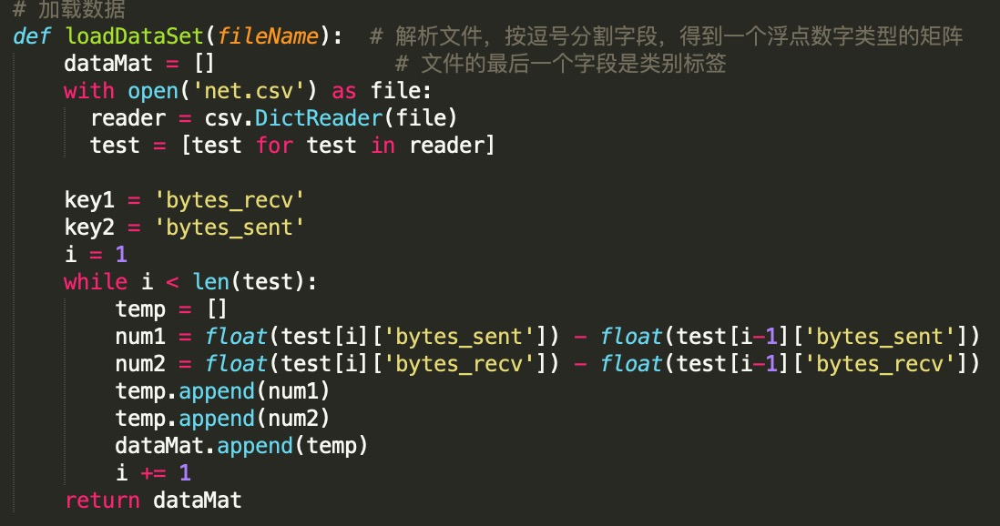 # 加载数据
def loadDataSet(fileName):  # 解析文件，按逗号分割字段，得到一个浮点数字类型的矩阵
    dataMat = []              # 文件的最后一个字段是类别标签
    with open('net.csv') as file:
      reader = csv.DictReader(file)
      test = [test for test in reader]

    key1 = 'bytes_recv'
    key2 = 'bytes_sent'
    i = 1
    while i < len(test):
        temp = []
        num1 = float(test[i]['bytes_sent']) - float(test[i-1]['bytes_sent'])
        num2 = float(test[i]['bytes_recv']) - float(test[i-1]['bytes_recv'])
        temp.append(num1)
        temp.append(num2)
        dataMat.append(temp)
        i += 1
    return dataMat